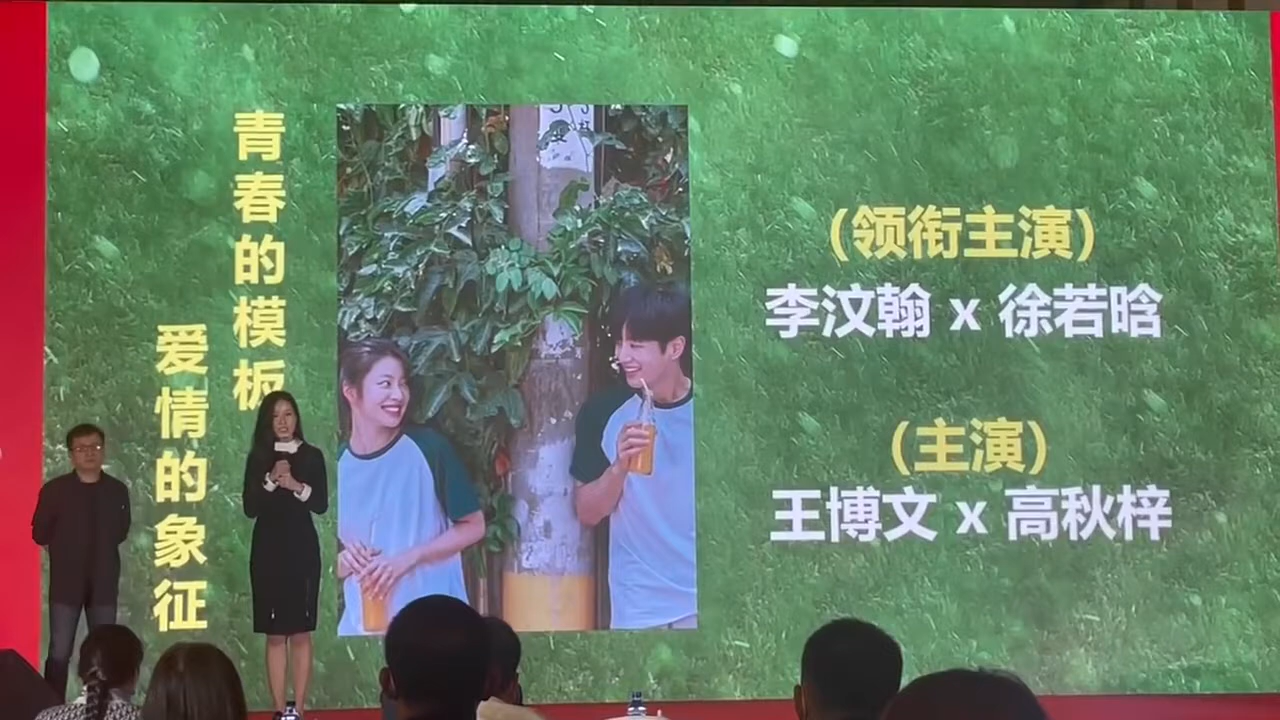 青春的模板
爱情的象征
(领衔主演)
李汶翰 x 徐若晗
(主演)
王博文 x 高秋梓